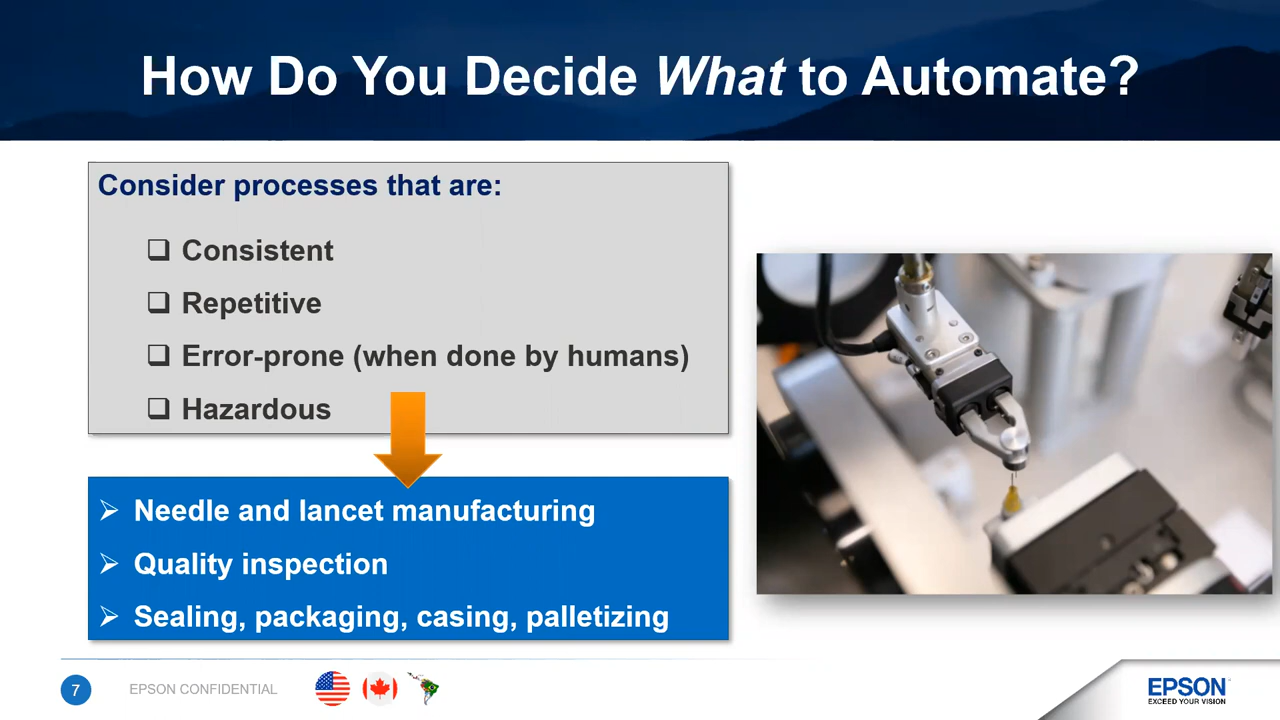 How Do You Decide What to Automate?
Consider processes that are:
Consistent
Repetitive
Error-prone (when done by humans)
Hazardous
Needle and lancet manufacturing
Quality inspection
Sealing, packaging, casing, palletizing
7
EPSON CONFIDENTIAL
EPSON
EXCEED YOUR VISION